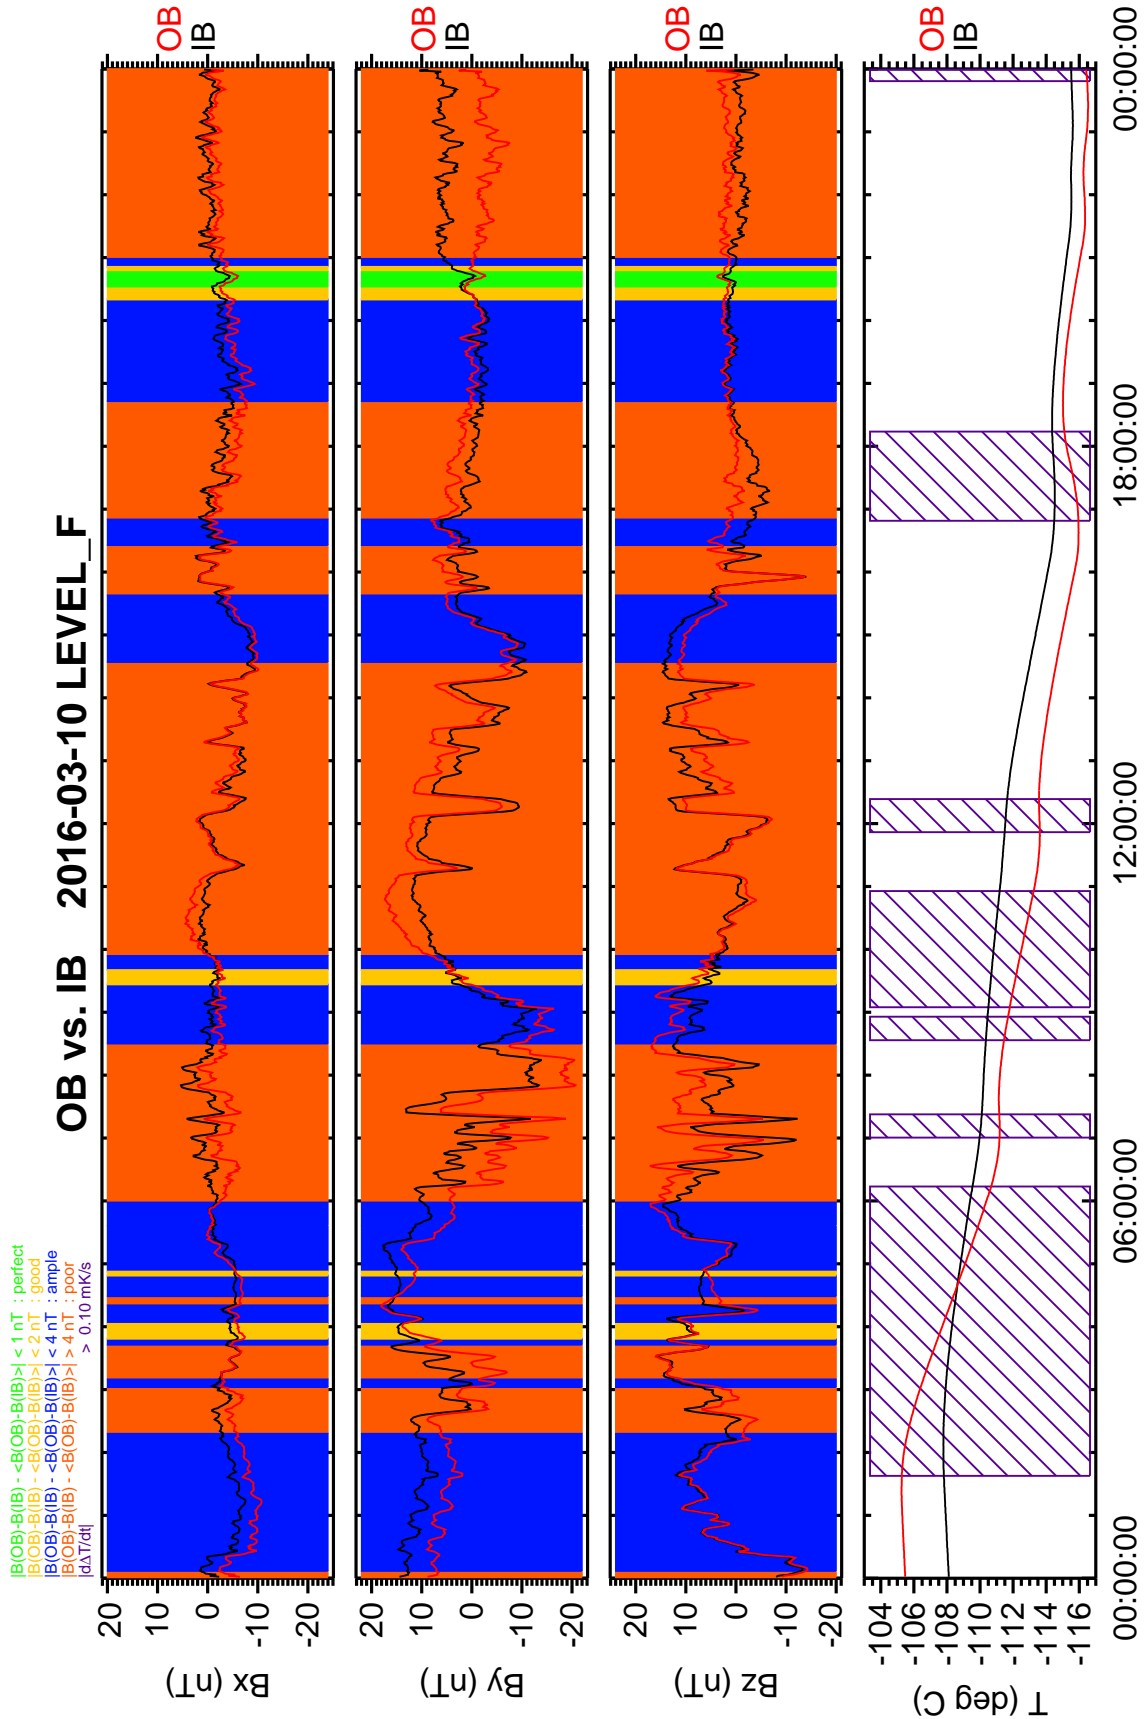 OB vs. IB 2016-03-10 LEVEL_F
|B(OB)-B(IB) - <B(OB)-B(IB)>| < 1 nT : perfect
|B(OB)-B(IB) - <B(OB)-B(IB)>| < 2 nT : good
|B(OB)-B(IB) - <B(OB)-B(IB)>| < 4 nT : ample
|B(OB)-B(IB) - <B(OB)-B(IB)>| > 4 nT : poor
|dΔT/dt| > 0.10 mK/s
Bx (nT)
20
10
0
-10
-20
OB
IB
By (nT)
20
10
0
-10
-20
OB
IB
Bz (nT)
20
10
0
-10
-20
OB
IB
T (deg C)
-104
-106
-108
-110
-112
-114
-116
OB
IB
00:00:00 06:00:00 12:00:00 18:00:00 00:00:00